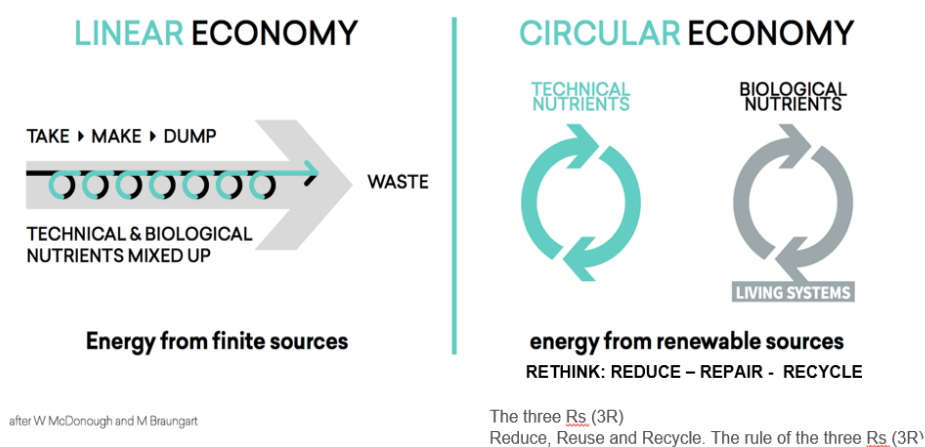 LINEAR ECONOMY
TAKE ▸ MAKE ▸ DUMP
WASTE
TECHNICAL & BIOLOGICAL
NUTRIENTS MIXED UP
Energy from finite sources
after W McDonough and M Braungart
CIRCULAR ECONOMY
TECHNICAL
NUTRIENTS
BIOLOGICAL
NUTRIENTS
LIVING SYSTEMS
energy from renewable sources
RETHINK: REDUCE – REPAIR - RECYCLE
The three Rs (3R)
Reduce, Reuse and Recycle. The rule of the three Rs (3R)